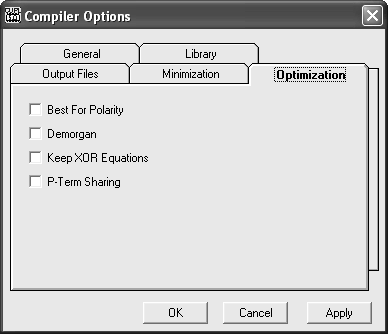 Compiler Options
General Library
Output Files Minimization Optimization
Best For Polarity
Demorgan
Keep XOR Equations
P-Term Sharing
OK Cancel Apply